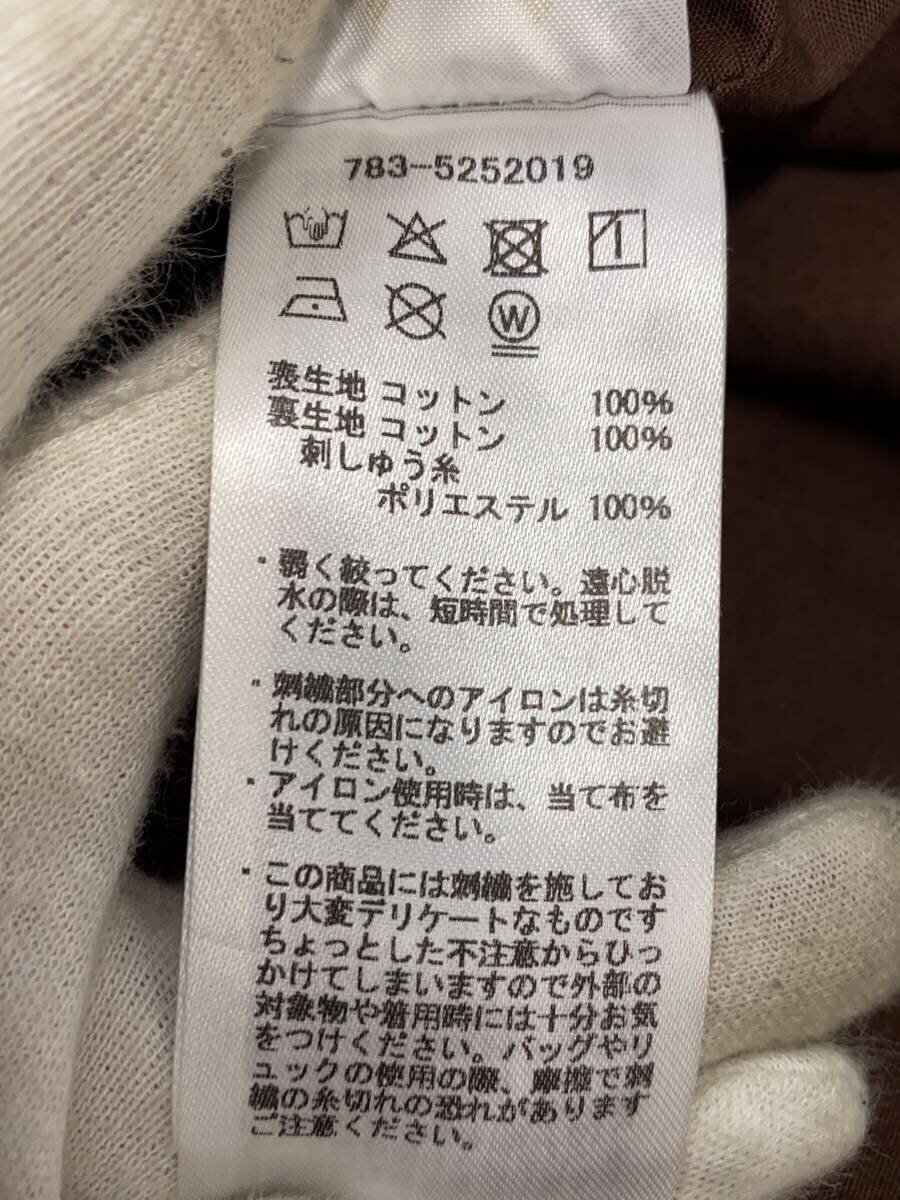 783-5252019
W
表生地 コットン 100%
裏生地 コットン 100%
刺しゅう糸
ポリエステル 100%
・弱く絞ってください。遠心脱
水の際は、短時間で処理して
ください。
・刺繍部分へのアイロンは糸切
れの原因になりますのでお避
けください。
・アイロン使用時は、当て布を
当ててください。
・この商品には刺繍を施してお
り大変デリケートなものです
ちょっとした不注意からひっ
かけてしまいますので外部の
対象物や着用時には十分お気
をつけください。バッグやリ
ュックの使用の際、摩擦で刺
繍の糸切れの恐れがあります
ご注意ください。